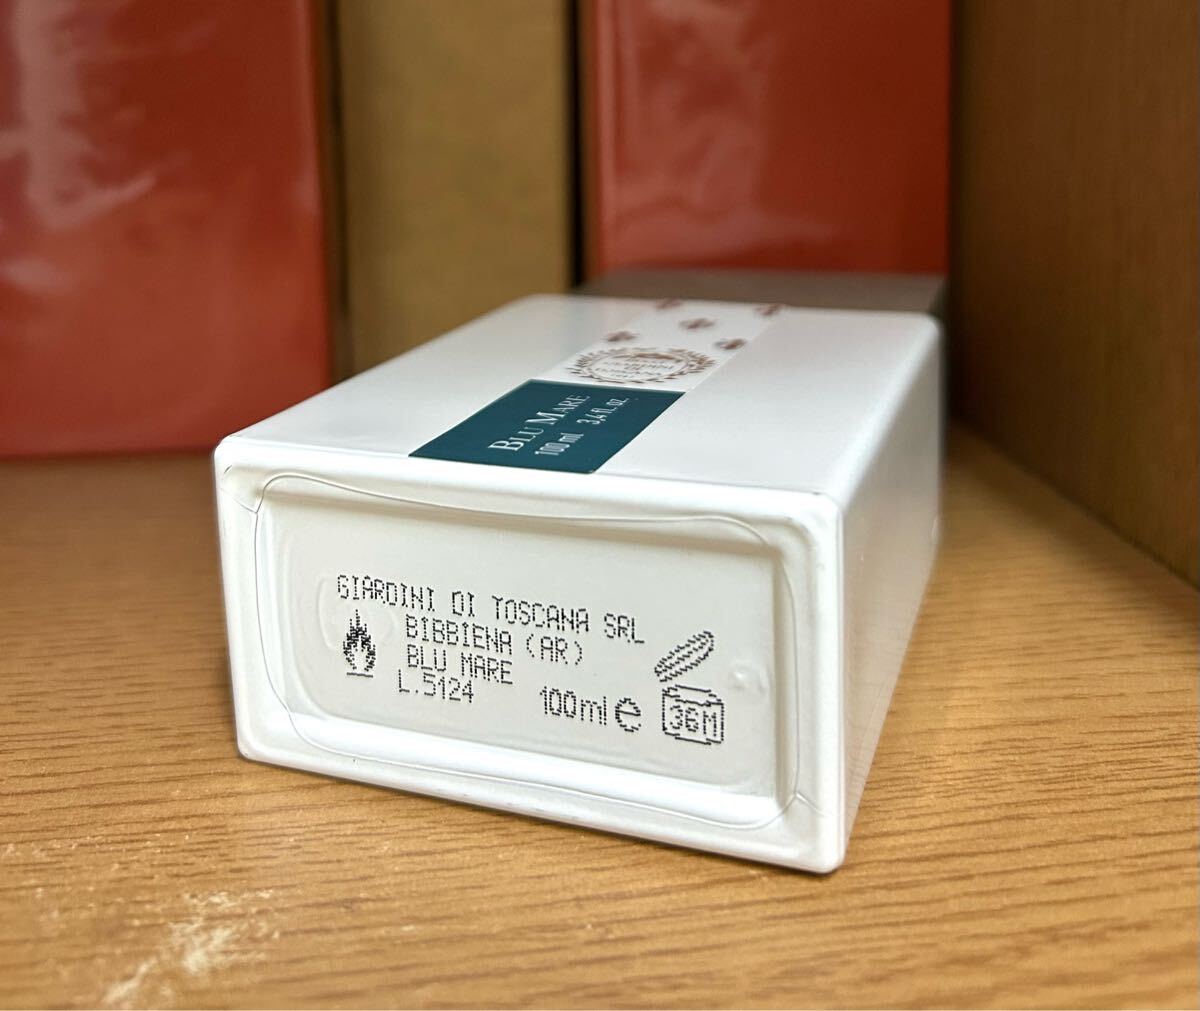 BLU MARE
100 ml 3,4 fl. oz.
GIARDINI DI TOSCANA SRL
BIBBIENA (AR)
BLU MARE
L.5124
100ml e
36M